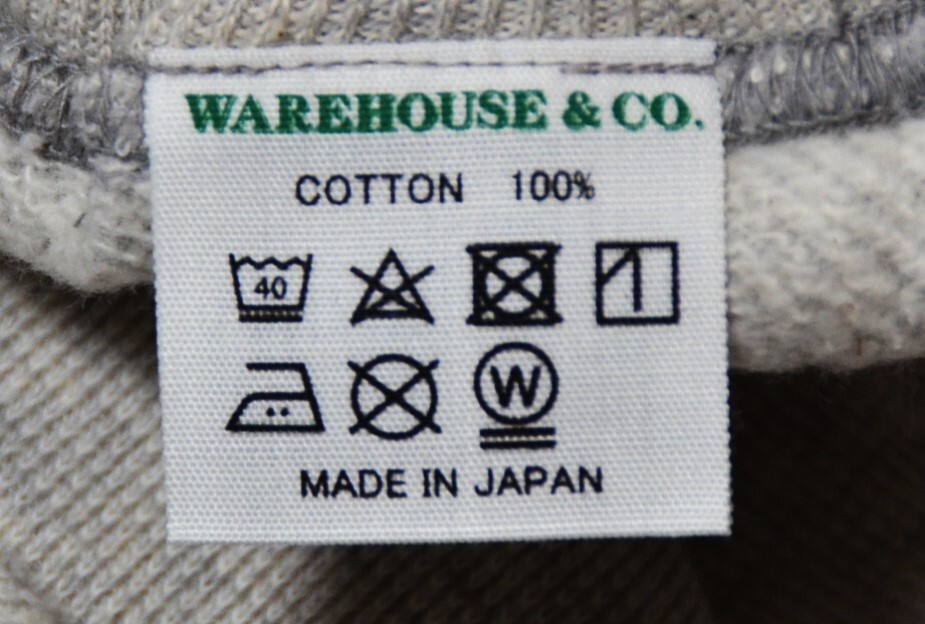 WAREHOUSE & CO.
COTTON 100%
40
W
MADE IN JAPAN